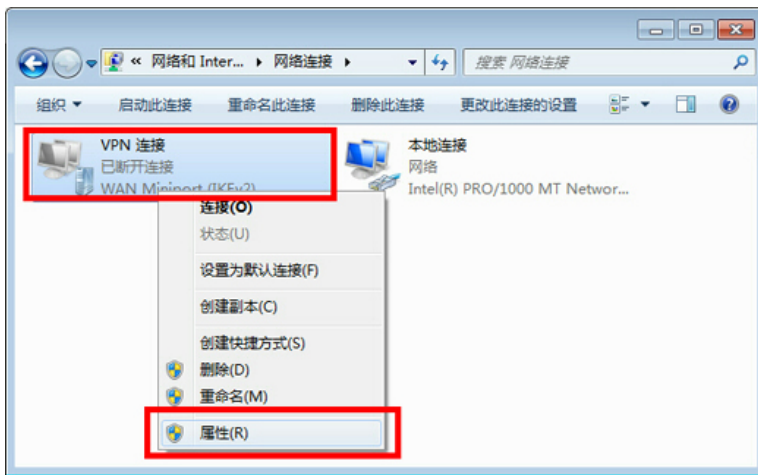 « 网络和 Inter... ▸ 网络连接 ▸
搜索 网络连接
组织 ▼ 启动此连接 重命名此连接 删除此连接 更改此连接的设置
VPN 连接
已断开连接
WAN Miniport (IKEv2)
本地连接
网络
Intel(R) PRO/1000 MT Networ...
连接(O)
状态(U)
设置为默认连接(F)
创建副本(C)
创建快捷方式(S)
删除(D)
重命名(M)
属性(R)